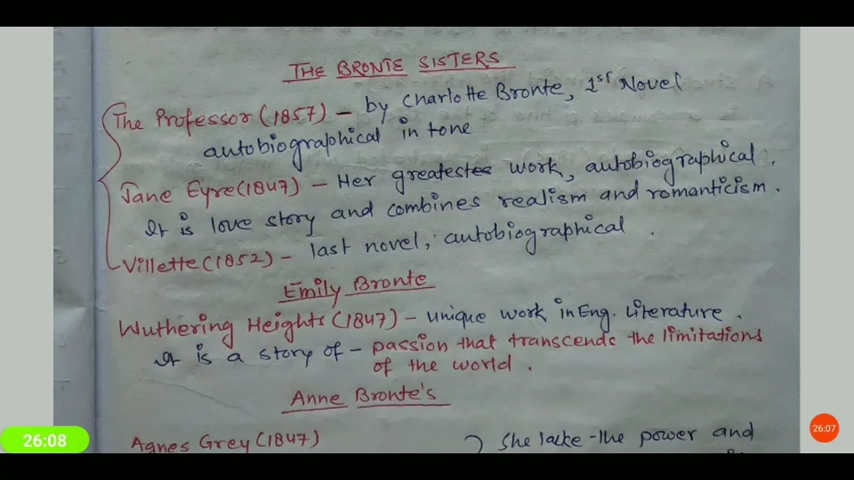 THE BRONTE SISTERS
The Professor (1857) - by Charlotte Bronte, 1st Novel
autobiographical in tone
Jane Eyre (1847) - Her greatest work, autobiographical.
It is love story and combines realism and romanticism.
Villette (1852) - last novel, autobiographical.
Emily Bronte
Wuthering Heights (1847) - unique work in Eng. Literature.
It is a story of - passion that transcends the limitations
of the world.
Anne Bronte's
Agnes Grey (1847)
She lacke the power and
26:08
26:07